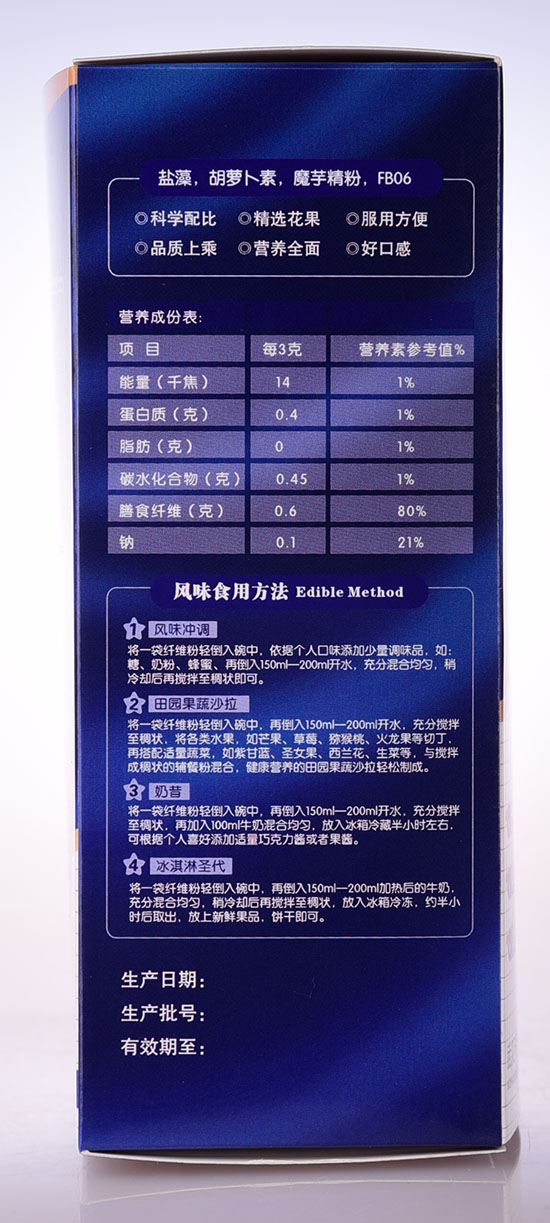 盐藻，胡萝卜素，魔芋精粉，FB06
◎科学配比 ◎精选花果 ◎服用方便
◎品质上乘 ◎营养全面 ◎好口感
营养成份表:
项 目 每3克 营养素参考值%
能量（千焦） 14 1%
蛋白质（克） 0.4 1%
脂肪（克） 0 1%
碳水化合物（克） 0.45 1%
膳食纤维（克） 0.6 80%
钠 0.1 21%
风味食用方法 Edible Method
1 风味冲调
将一袋纤维粉轻倒入碗中，依据个人口味添加少量调味品，如:
糖、奶粉、蜂蜜、再倒入150ml—200ml开水，充分混合均匀，稍
冷却后再搅拌至稠状即可。
2 田园果蔬沙拉
将一袋纤维粉轻倒入碗中，再倒入150ml—200ml开水，充分搅拌
至稠状，将各类水果，如芒果、草莓、猕猴桃、火龙果等切丁，
再搭配适量蔬菜，如紫甘蓝、圣女果、西兰花、生菜等，与搅拌
成稠状的辅餐粉混合，健康营养的田园果蔬沙拉轻松制成。
3 奶昔
将一袋纤维粉轻倒入碗中，再倒入150ml—200ml开水，充分搅拌
至稠状，再加入100ml牛奶混合均匀，放入冰箱冷藏半小时左右，
可根据个人喜好添加适量巧克力酱或者果酱。
4 冰淇淋圣代
将一袋纤维粉轻倒入碗中，再倒入150ml—200ml加热后的牛奶，
充分混合均匀，稍冷却后再搅拌至稠状，放入冰箱冷冻，约半小
时后取出，放上新鲜果品，饼干即可。
生产日期:
生产批号:
有效期至: